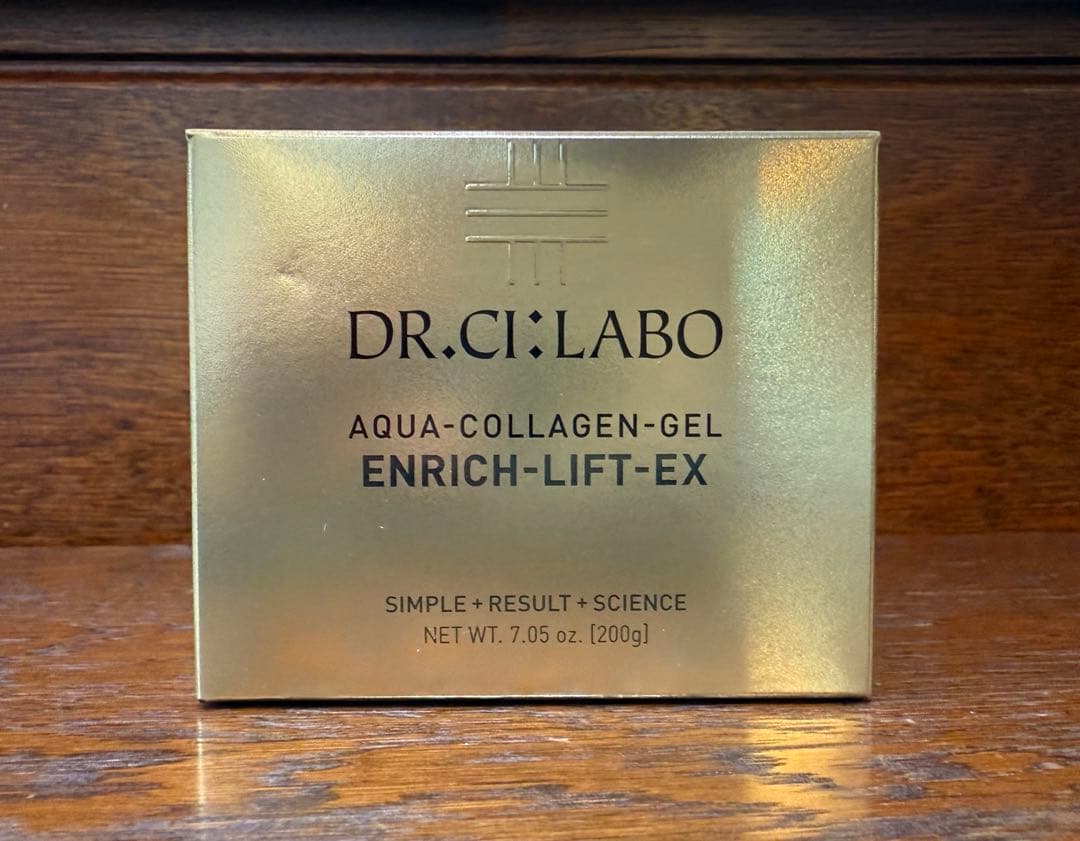 DR.CI:LABO
AQUA-COLLAGEN-GEL
ENRICH-LIFT-EX
SIMPLE + RESULT + SCIENCE
NET WT. 7.05 oz. [200g]